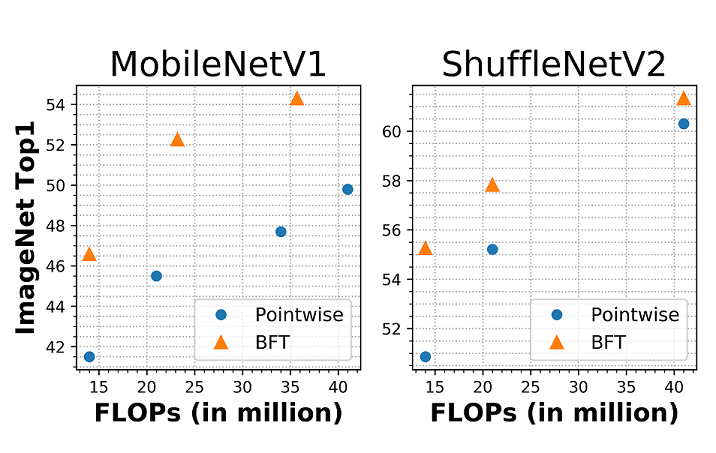 MobileNetV1
ShuffleNetV2
ImageNet Top1
54
52
50
48
46
44
42
15
20
25
30
35
40
Pointwise
BFT
FLOPs (in million)
60
58
56
54
52
15
20
25
30
35
40
Pointwise
BFT
FLOPs (in million)